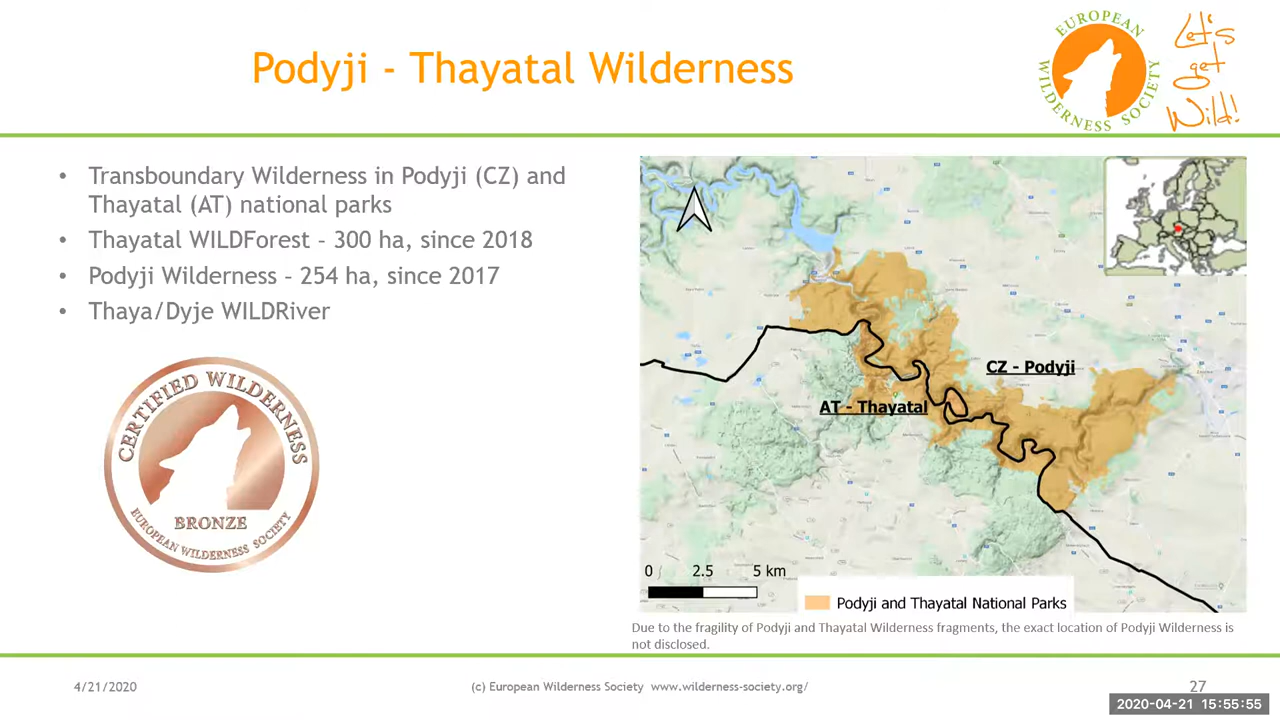 Podyji - Thayatal Wilderness
EUROPEAN
WILDERNESS SOCIETY
Let's
get
Wild!
• Transboundary Wilderness in Podyji (CZ) and
Thayatal (AT) national parks
• Thayatal WILDForest – 300 ha, since 2018
• Podyji Wilderness – 254 ha, since 2017
• Thaya/Dyje WILDRiver
CERTIFIED WILDERNESS
BRONZE
EUROPEAN WILDERNESS SOCIETY
CZ - Podyji
AT - Thayatal
0 2.5 5 km
Podyji and Thayatal National Parks
Due to the fragility of Podyji and Thayatal Wilderness fragments, the exact location of Podyji Wilderness is
not disclosed.
4/21/2020
(c) European Wilderness Society www.wilderness-society.org/
27
2020-04-21 15:55:55